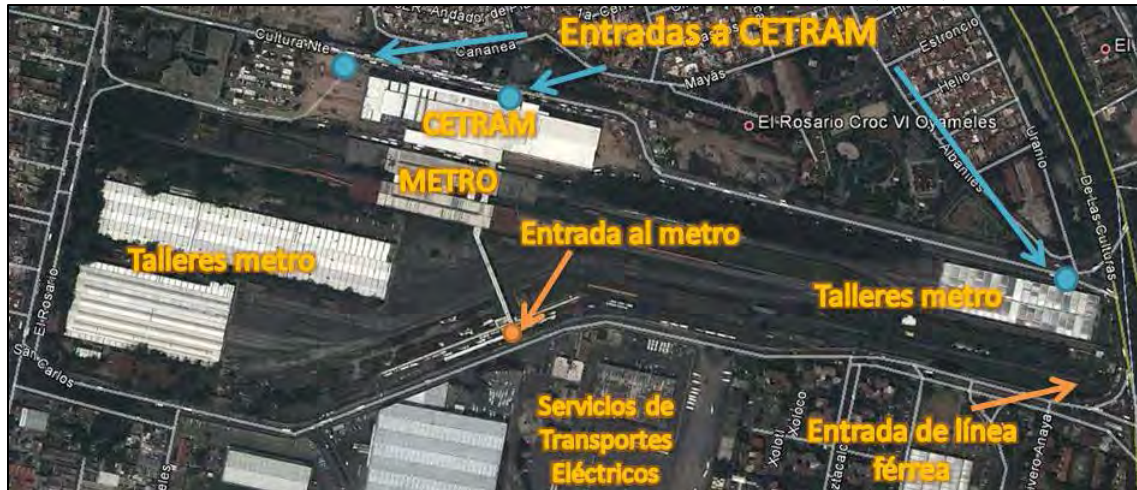 Cultura Nte
Cananea
Entradas a CETRAM
Mayas
Estroncio
Helio
CETRAM
El Rosario Croc VI Oyameles
Uranio
Albañiles
De Las Culturas
METRO
Entrada al metro
Talleres metro
Talleres metro
El Rosario
San Carlos
Servicios de
Transportes
Eléctricos
Xoloco
Xolotl
Entrada de línea
férrea